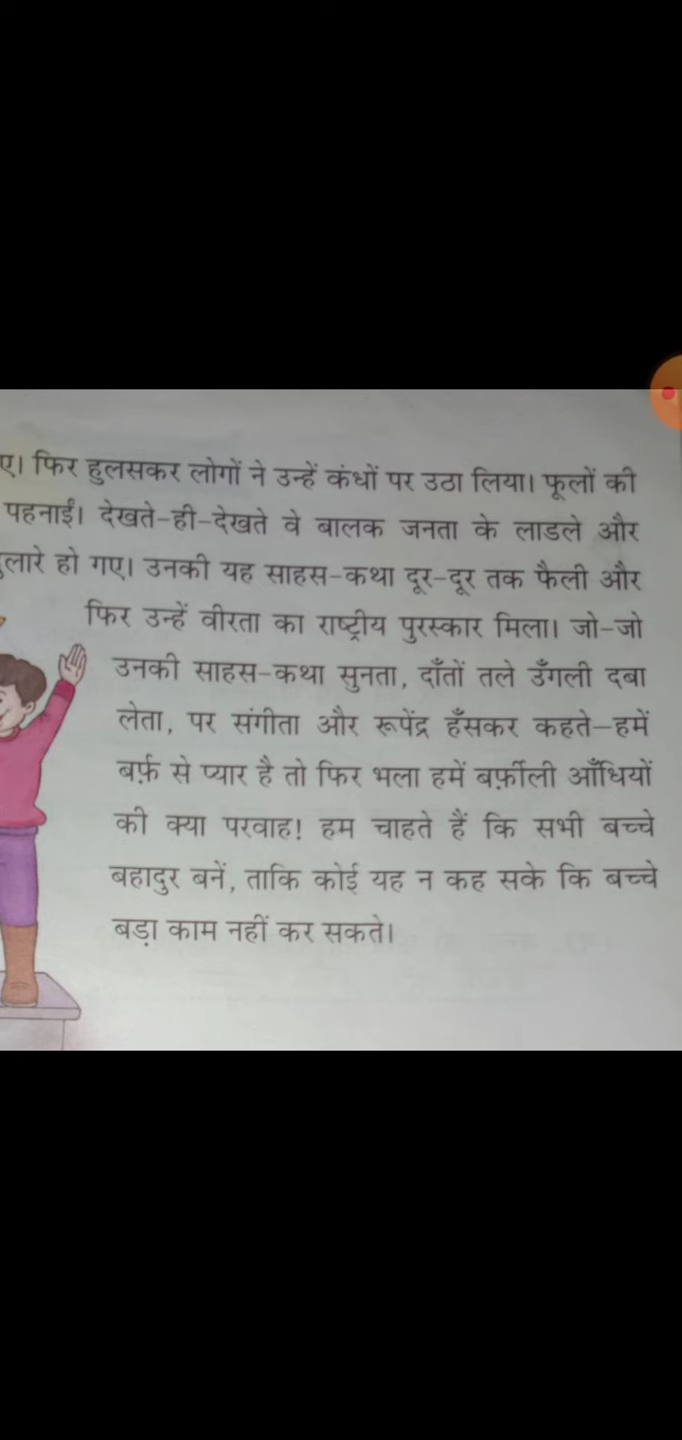 ए। फिर हुलसकर लोगों ने उन्हें कंधों पर उठा लिया। फूलों की
पहनाईं। देखते-ही-देखते वे बालक जनता के लाडले और
लारे हो गए। उनकी यह साहस-कथा दूर-दूर तक फैली और
फिर उन्हें वीरता का राष्ट्रीय पुरस्कार मिला। जो-जो
उनकी साहस-कथा सुनता, दाँतों तले उँगली दबा
लेता, पर संगीता और रूपेंद्र हँसकर कहते—हमें
बर्फ़ से प्यार है तो फिर भला हमें बर्फ़ीली आँधियों
की क्या परवाह! हम चाहते हैं कि सभी बच्चे
बहादुर बनें, ताकि कोई यह न कह सके कि बच्चे
बड़ा काम नहीं कर सकते।